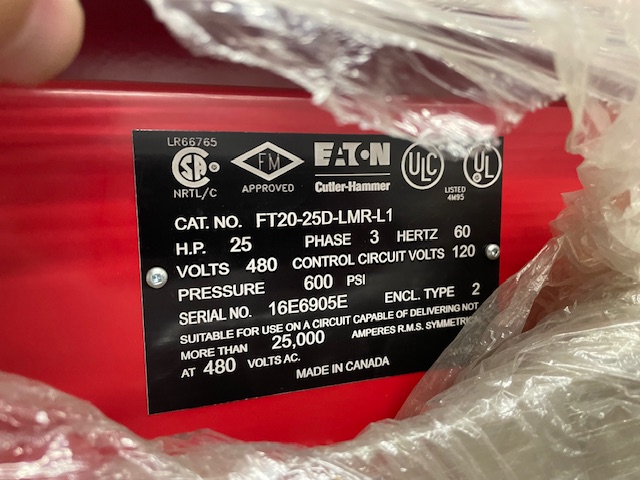 LR66765
SA
NRTL/C
FM
APPROVED
EATON
Cutler-Hammer
ULC
UL
LISTED
4M95
CAT. NO. FT20-25D-LMR-L1
H.P. 25 PHASE 3 HERTZ 60
VOLTS 480 CONTROL CIRCUIT VOLTS 120
PRESSURE 600 PSI
SERIAL NO. 16E6905E ENCL. TYPE 2
SUITABLE FOR USE ON A CIRCUIT CAPABLE OF DELIVERING NOT
MORE THAN 25,000 AMPERES R.M.S. SYMMETRIC
AT 480 VOLTS AC.
MADE IN CANADA